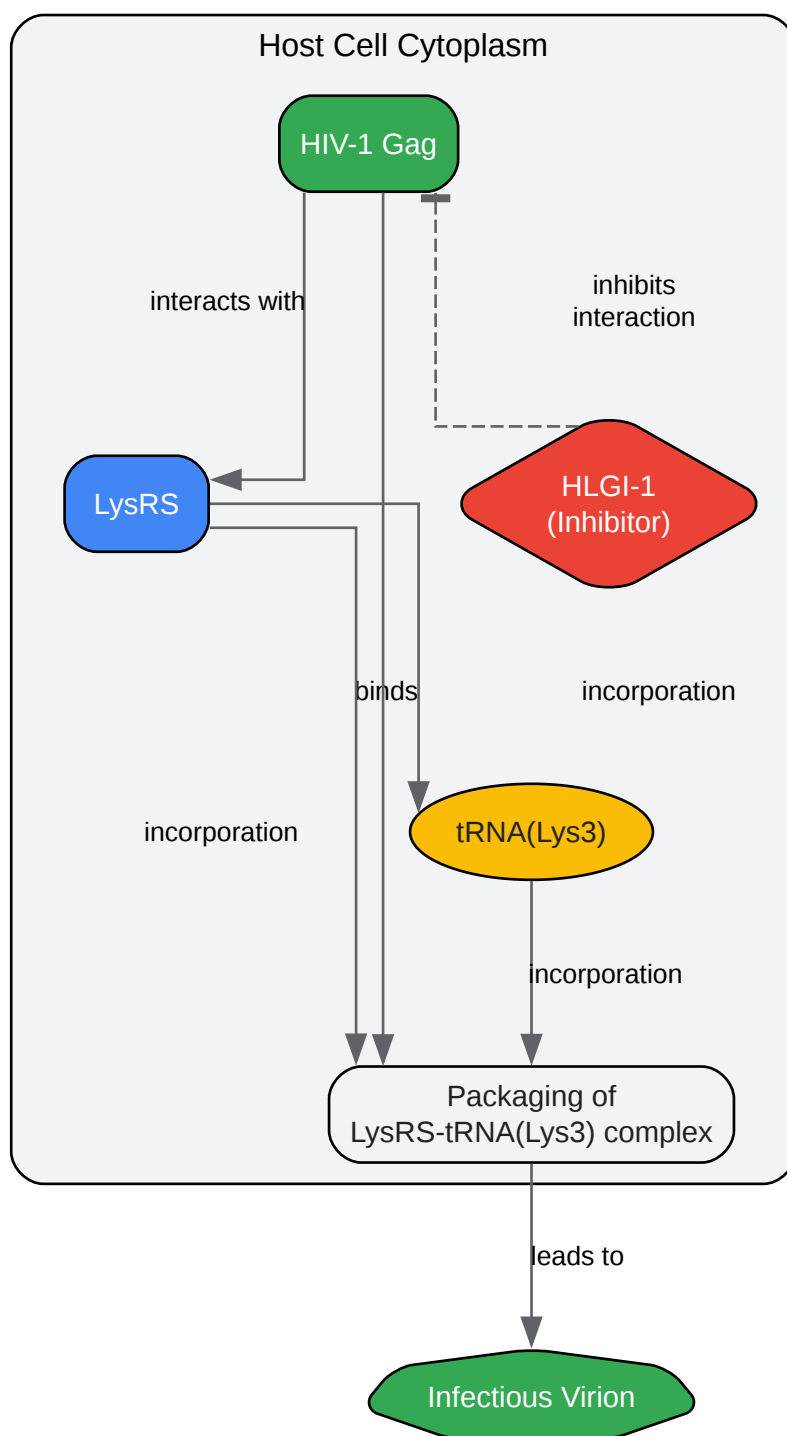 Host Cell Cytoplasm
HIV-1 Gag
interacts with
inhibits
interaction
LysRS
HLGI-1
(Inhibitor)
binds
incorporation
incorporation
tRNA(Lys3)
incorporation
Packaging of
LysRS-tRNA(Lys3) complex
leads to
Infectious Virion